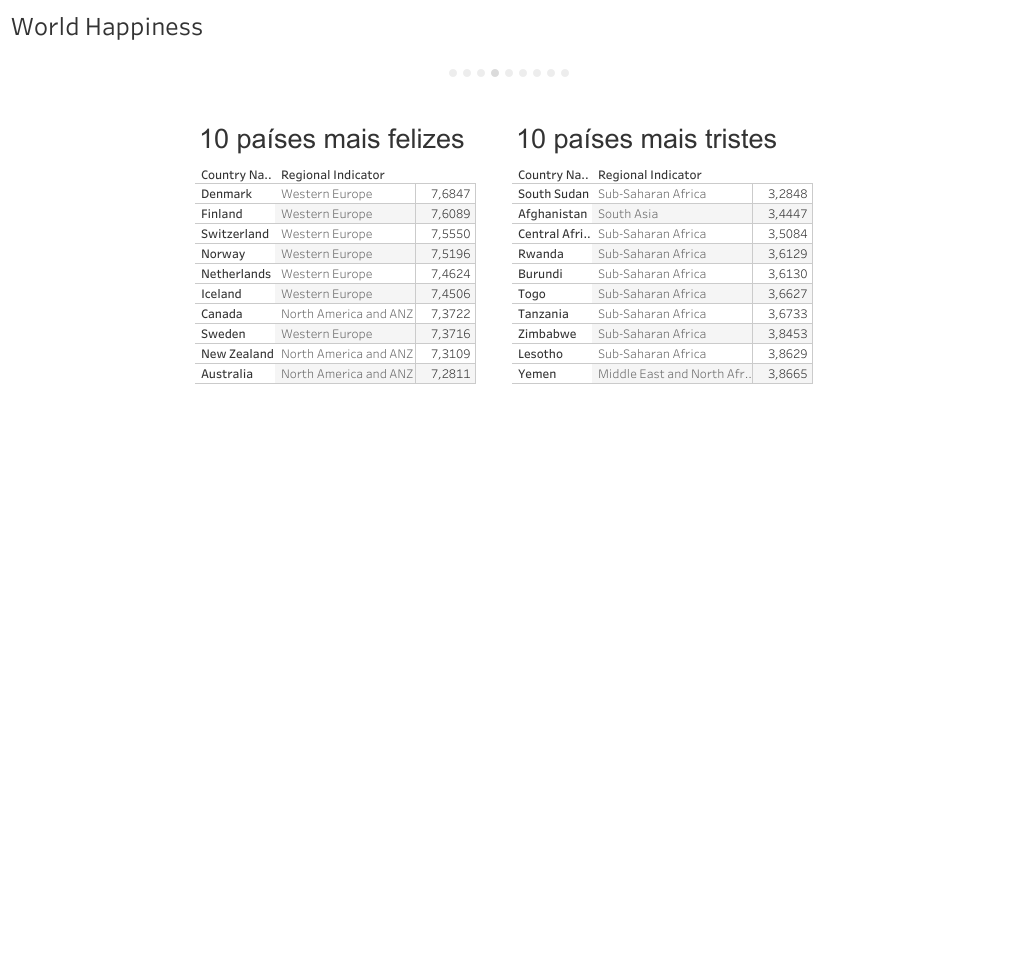 World Happiness
10 países mais felizes
Country Na.. Regional Indicator
Denmark Western Europe 7,6847
Finland Western Europe 7,6089
Switzerland Western Europe 7,5550
Norway Western Europe 7,5196
Netherlands Western Europe 7,4624
Iceland Western Europe 7,4506
Canada North America and ANZ 7,3722
Sweden Western Europe 7,3716
New Zealand North America and ANZ 7,3109
Australia North America and ANZ 7,2811
10 países mais tristes
Country Na.. Regional Indicator
South Sudan Sub-Saharan Africa 3,2848
Afghanistan South Asia 3,4447
Central Afri.. Sub-Saharan Africa 3,5084
Rwanda Sub-Saharan Africa 3,6129
Burundi Sub-Saharan Africa 3,6130
Togo Sub-Saharan Africa 3,6627
Tanzania Sub-Saharan Africa 3,6733
Zimbabwe Sub-Saharan Africa 3,8453
Lesotho Sub-Saharan Africa 3,8629
Yemen Middle East and North Afr.. 3,8665